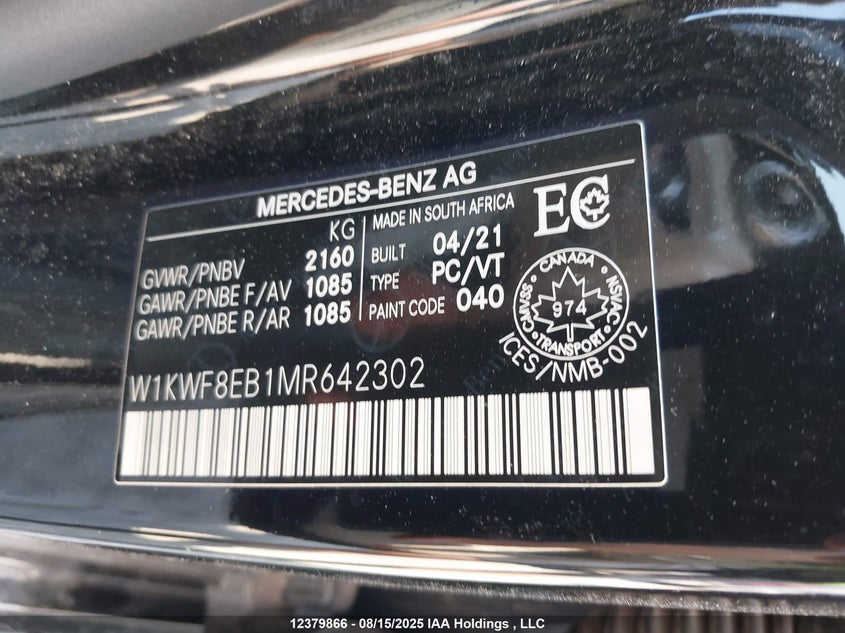 MERCEDES-BENZ AG
KG
GVWR/PNBV 2160
GAWR/PNBE F/AV 1085
GAWR/PNBE R/AR 1085
MADE IN SOUTH AFRICA
BUILT 04/21
TYPE PC/VT
PAINT CODE 040
EC
CANADA
CMVSS
974
NSVAC
TRANSPORT
ICES/NMB-002
W1KWF8EB1MR642302
12379866 - 08/15/2025 IAA Holdings , LLC